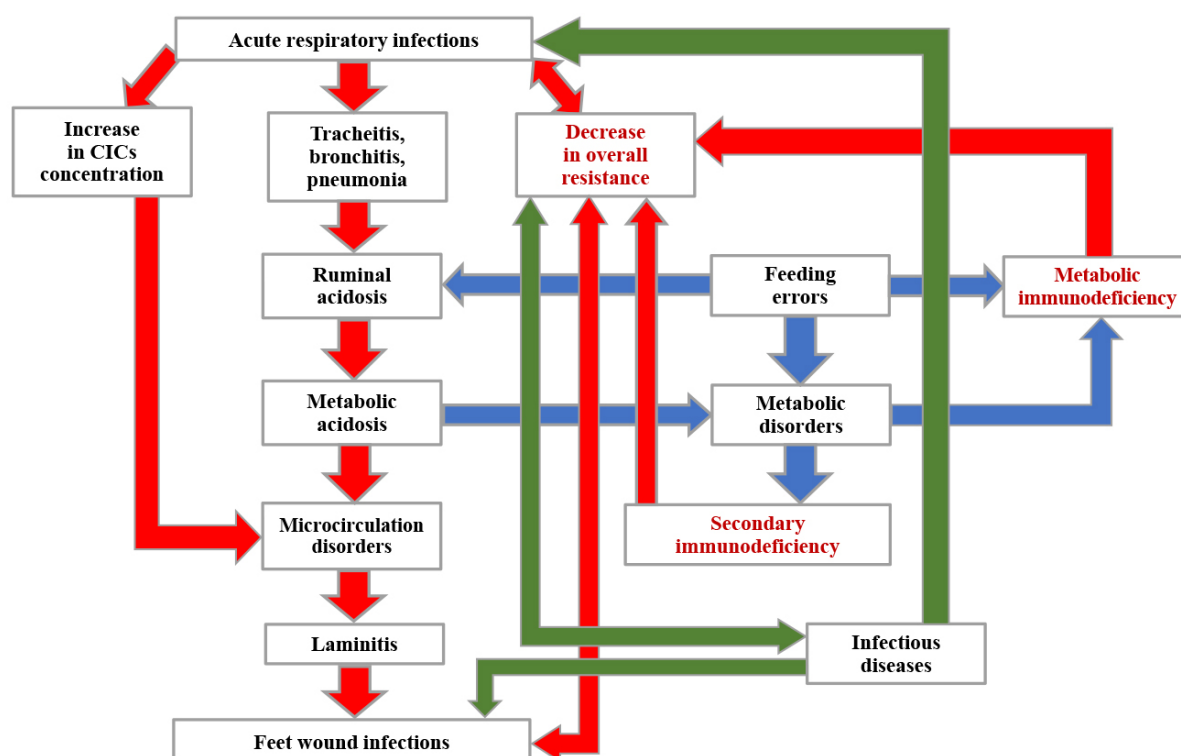 Acute respiratory infections
Increase
in CICs
concentration
Tracheitis,
bronchitis,
pneumonia
Decrease
in overall
resistance
Ruminal
acidosis
Feeding
errors
Metabolic
immunodeficiency
Metabolic
acidosis
Metabolic
disorders
Microcirculation
disorders
Secondary
immunodeficiency
Laminitis
Infectious
diseases
Feet wound infections